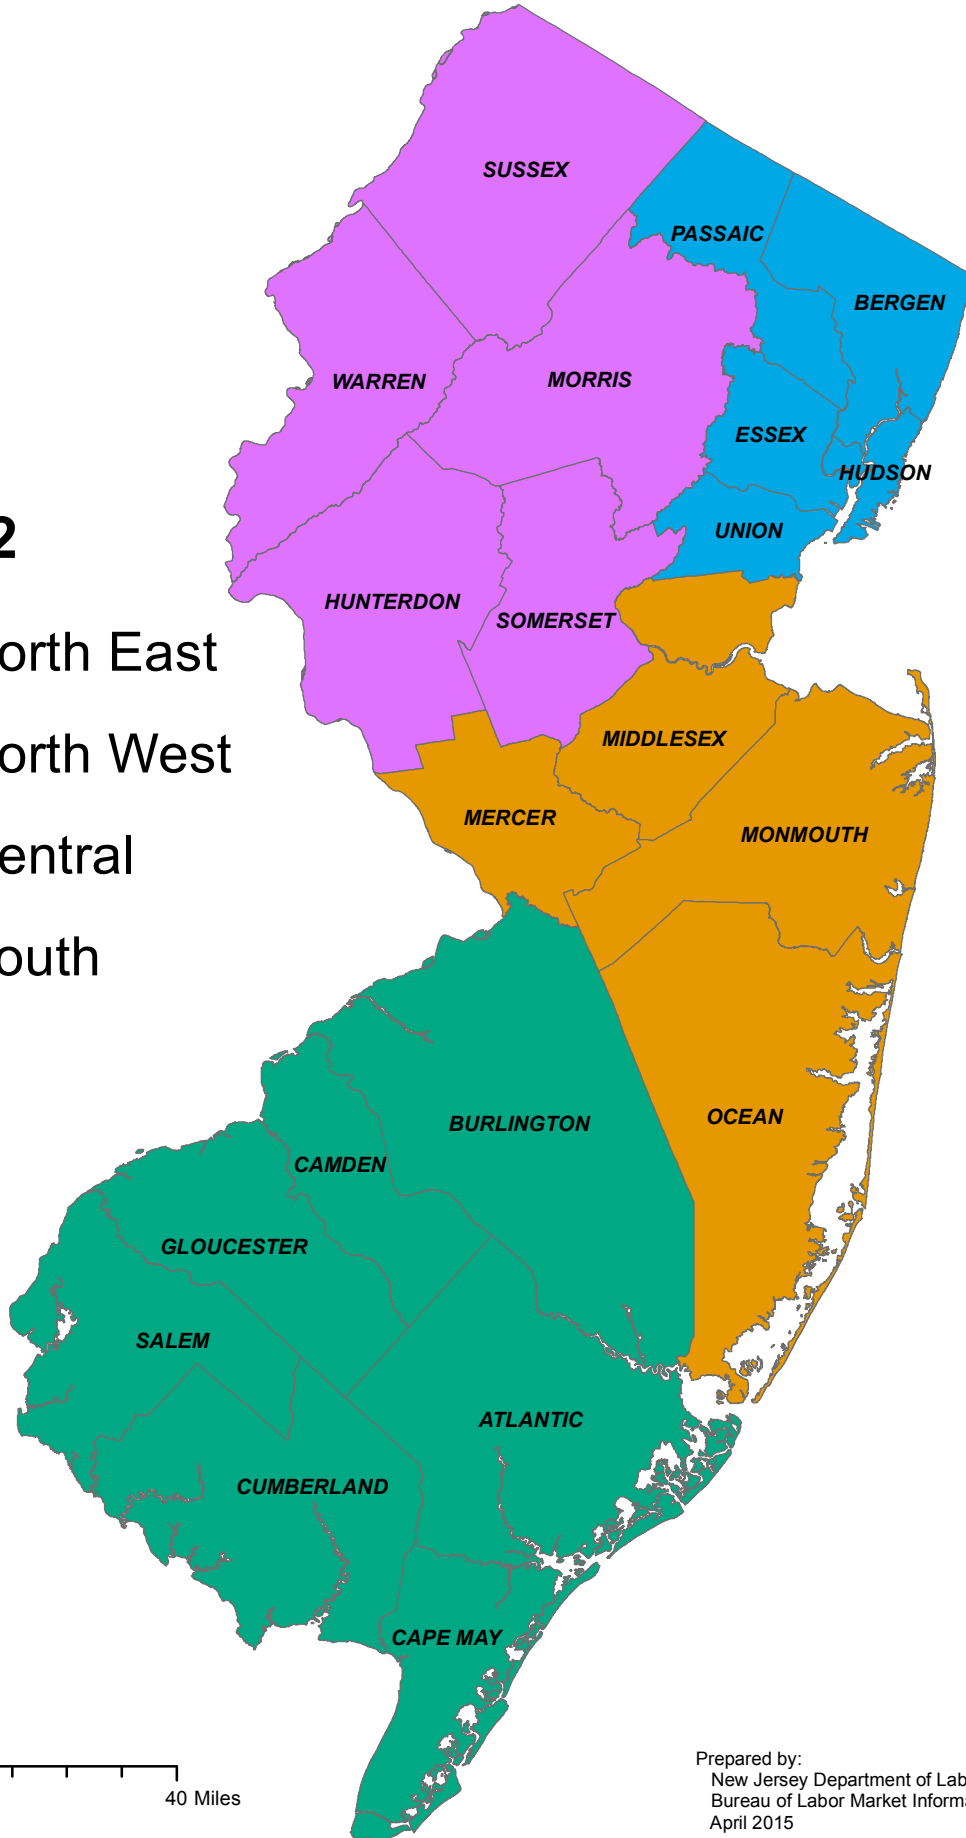 SUSSEX
PASSAIC
BERGEN
WARREN
MORRIS
ESSEX
HUDSON
UNION
2
orth East
HUNTERDON
SOMERSET
orth West
MIDDLESEX
MERCER
MONMOUTH
entral
outh
BURLINGTON
OCEAN
CAMDEN
GLOUCESTER
SALEM
ATLANTIC
CUMBERLAND
CAPE MAY
40 Miles
Prepared by:
New Jersey Department of Lab
Bureau of Labor Market Informa
April 2015